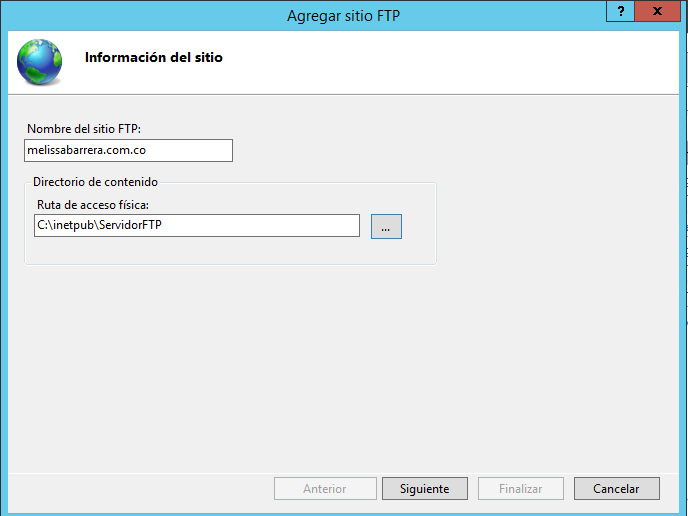 Agregar sitio FTP
?
X
Información del sitio
Nombre del sitio FTP:
melissabarrera.com.co
Directorio de contenido
Ruta de acceso física:
C:\inetpub\ServidorFTP
...
Anterior
Siguiente
Finalizar
Cancelar